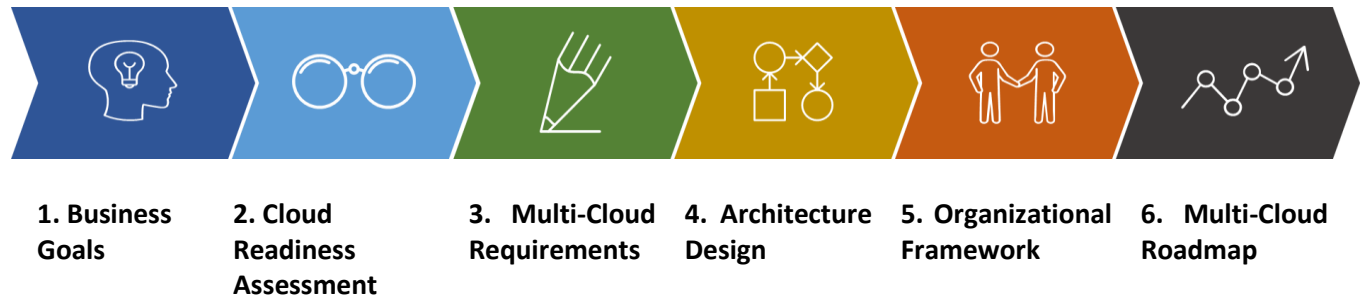 1. Business
Goals
2. Cloud
Readiness
Assessment
3. Multi-Cloud
Requirements
4. Architecture
Design
5. Organizational
Framework
6. Multi-Cloud
Roadmap